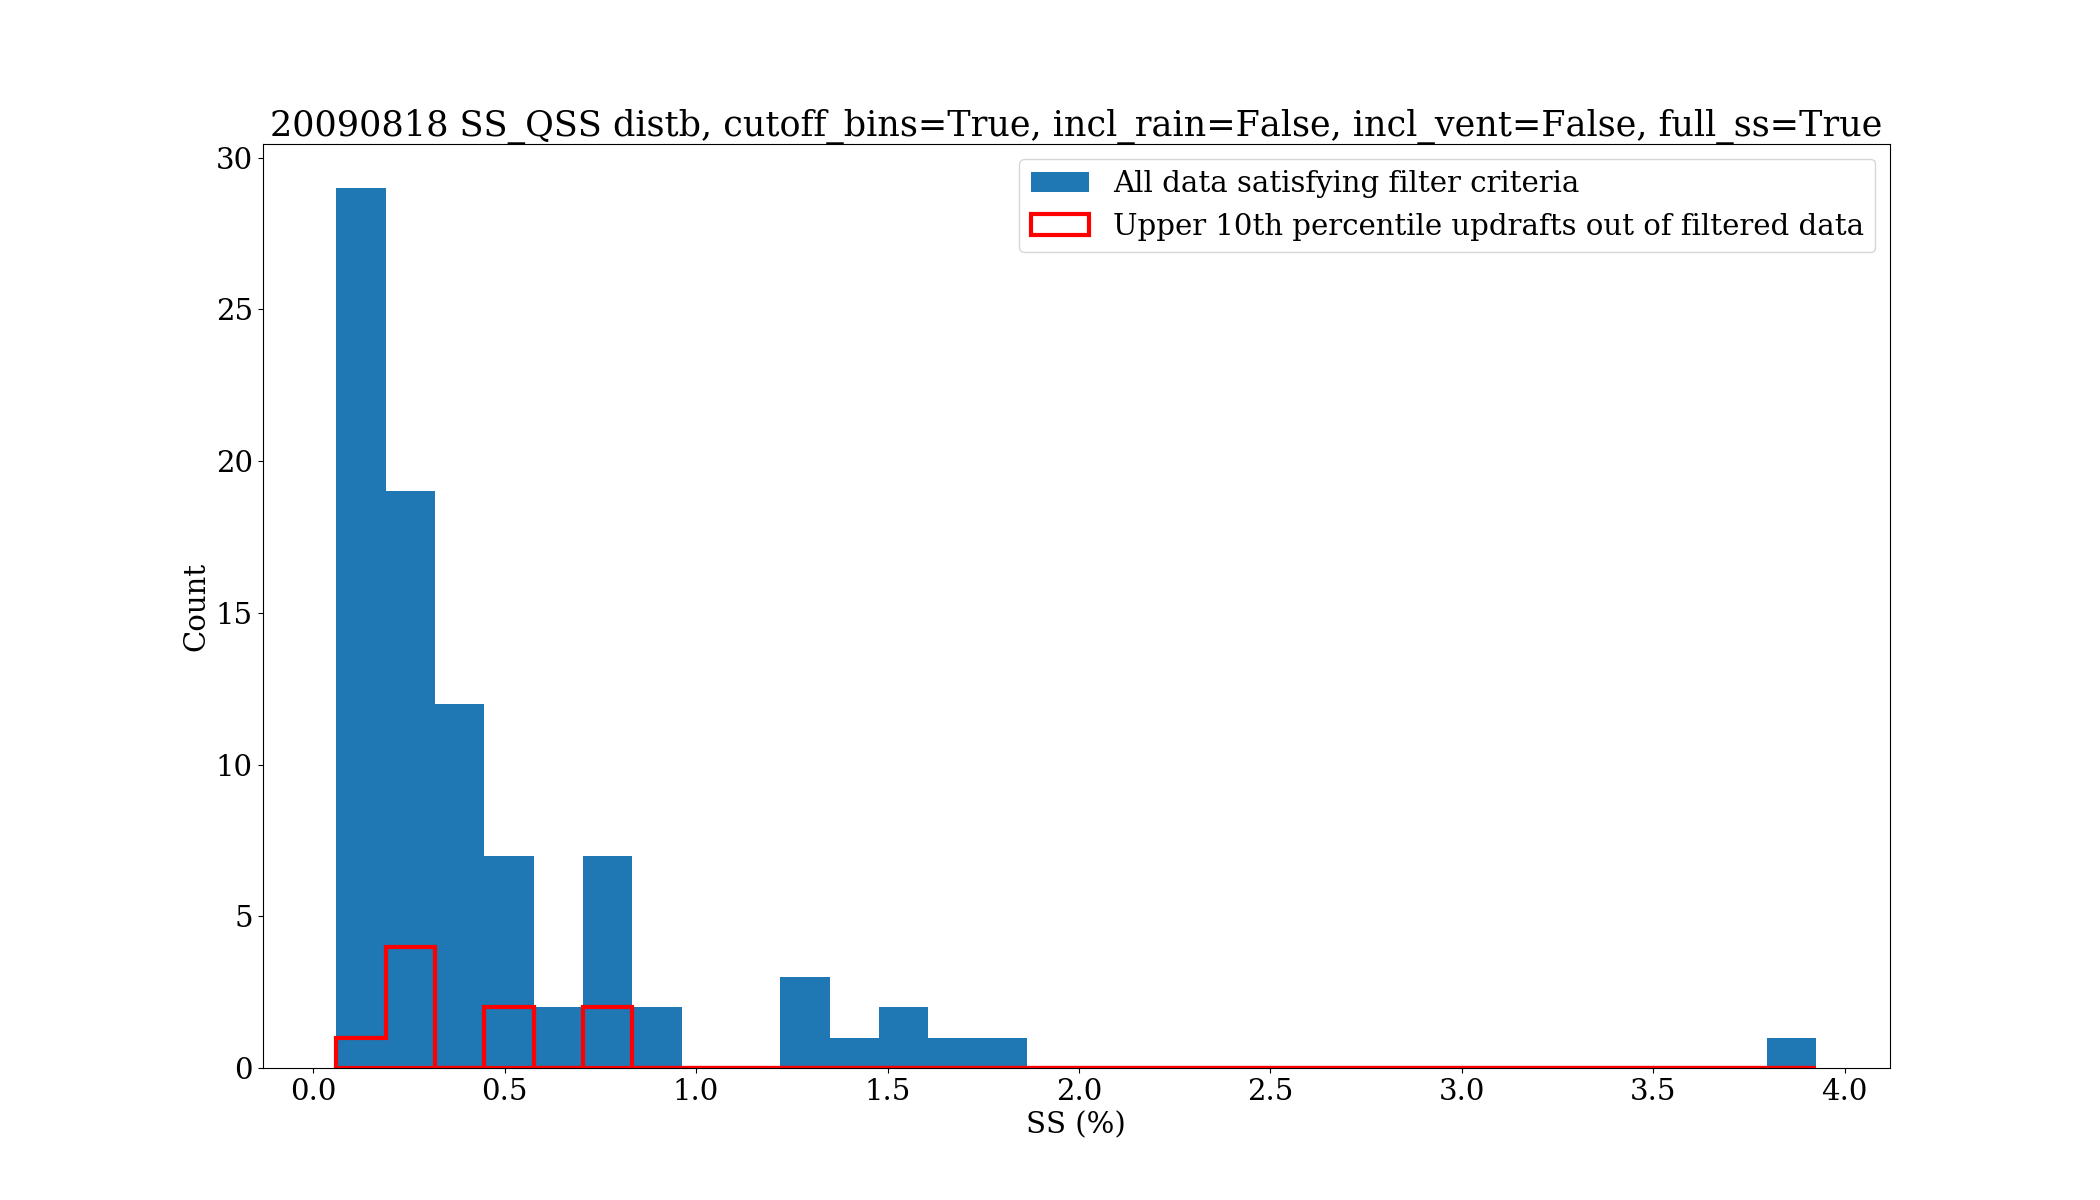 20090818 SS_QSS distb, cutoff_bins=True, incl_rain=False, incl_vent=False, full_ss=True
All data satisfying filter criteria
Upper 10th percentile updrafts out of filtered data
30
25
20
15
10
5
0
Count
0.0 0.5 1.0 1.5 2.0 2.5 3.0 3.5 4.0
SS (%)